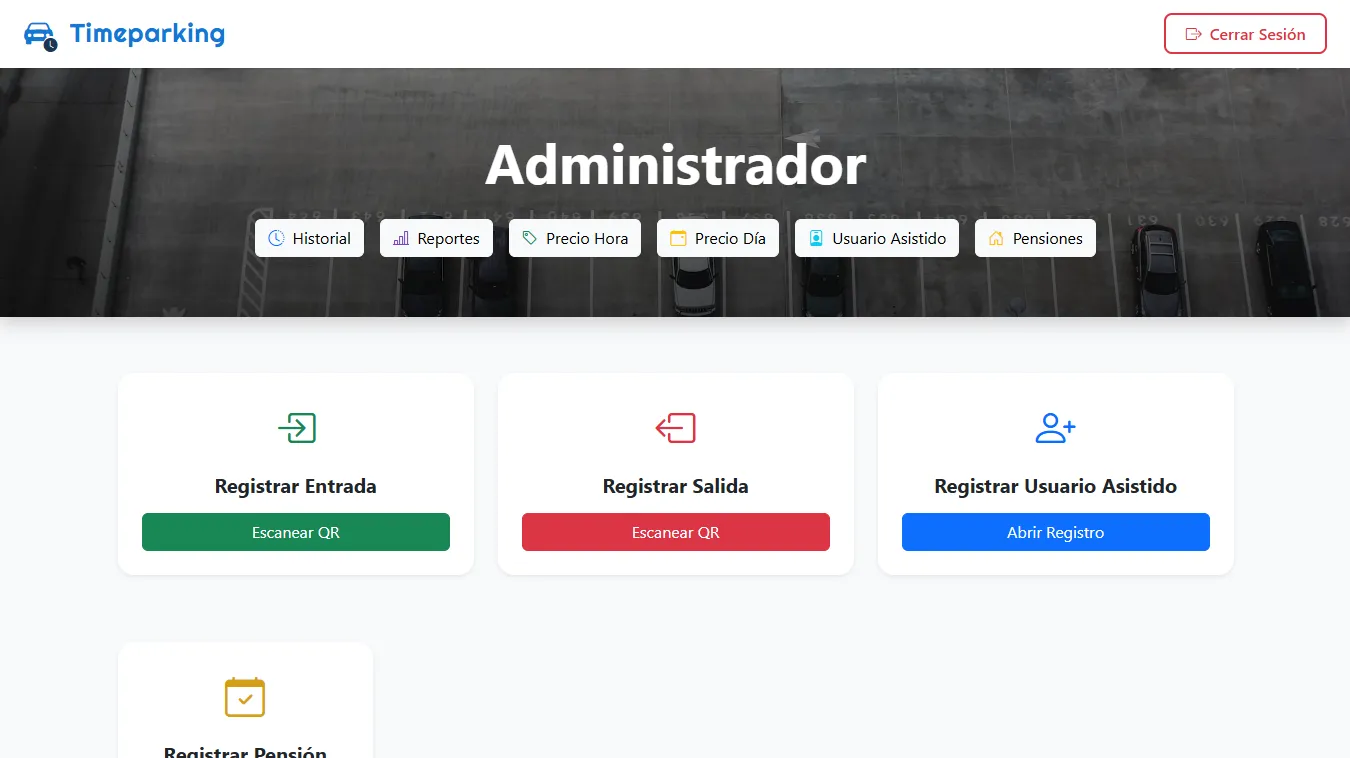 Timeparking
Cerrar Sesión
Administrador
Historial
Reportes
Precio Hora
Precio Día
Usuario Asistido
Pensiones
Registrar Entrada
Escanear QR
Registrar Salida
Escanear QR
Registrar Usuario Asistido
Abrir Registro
Registrar Pensión